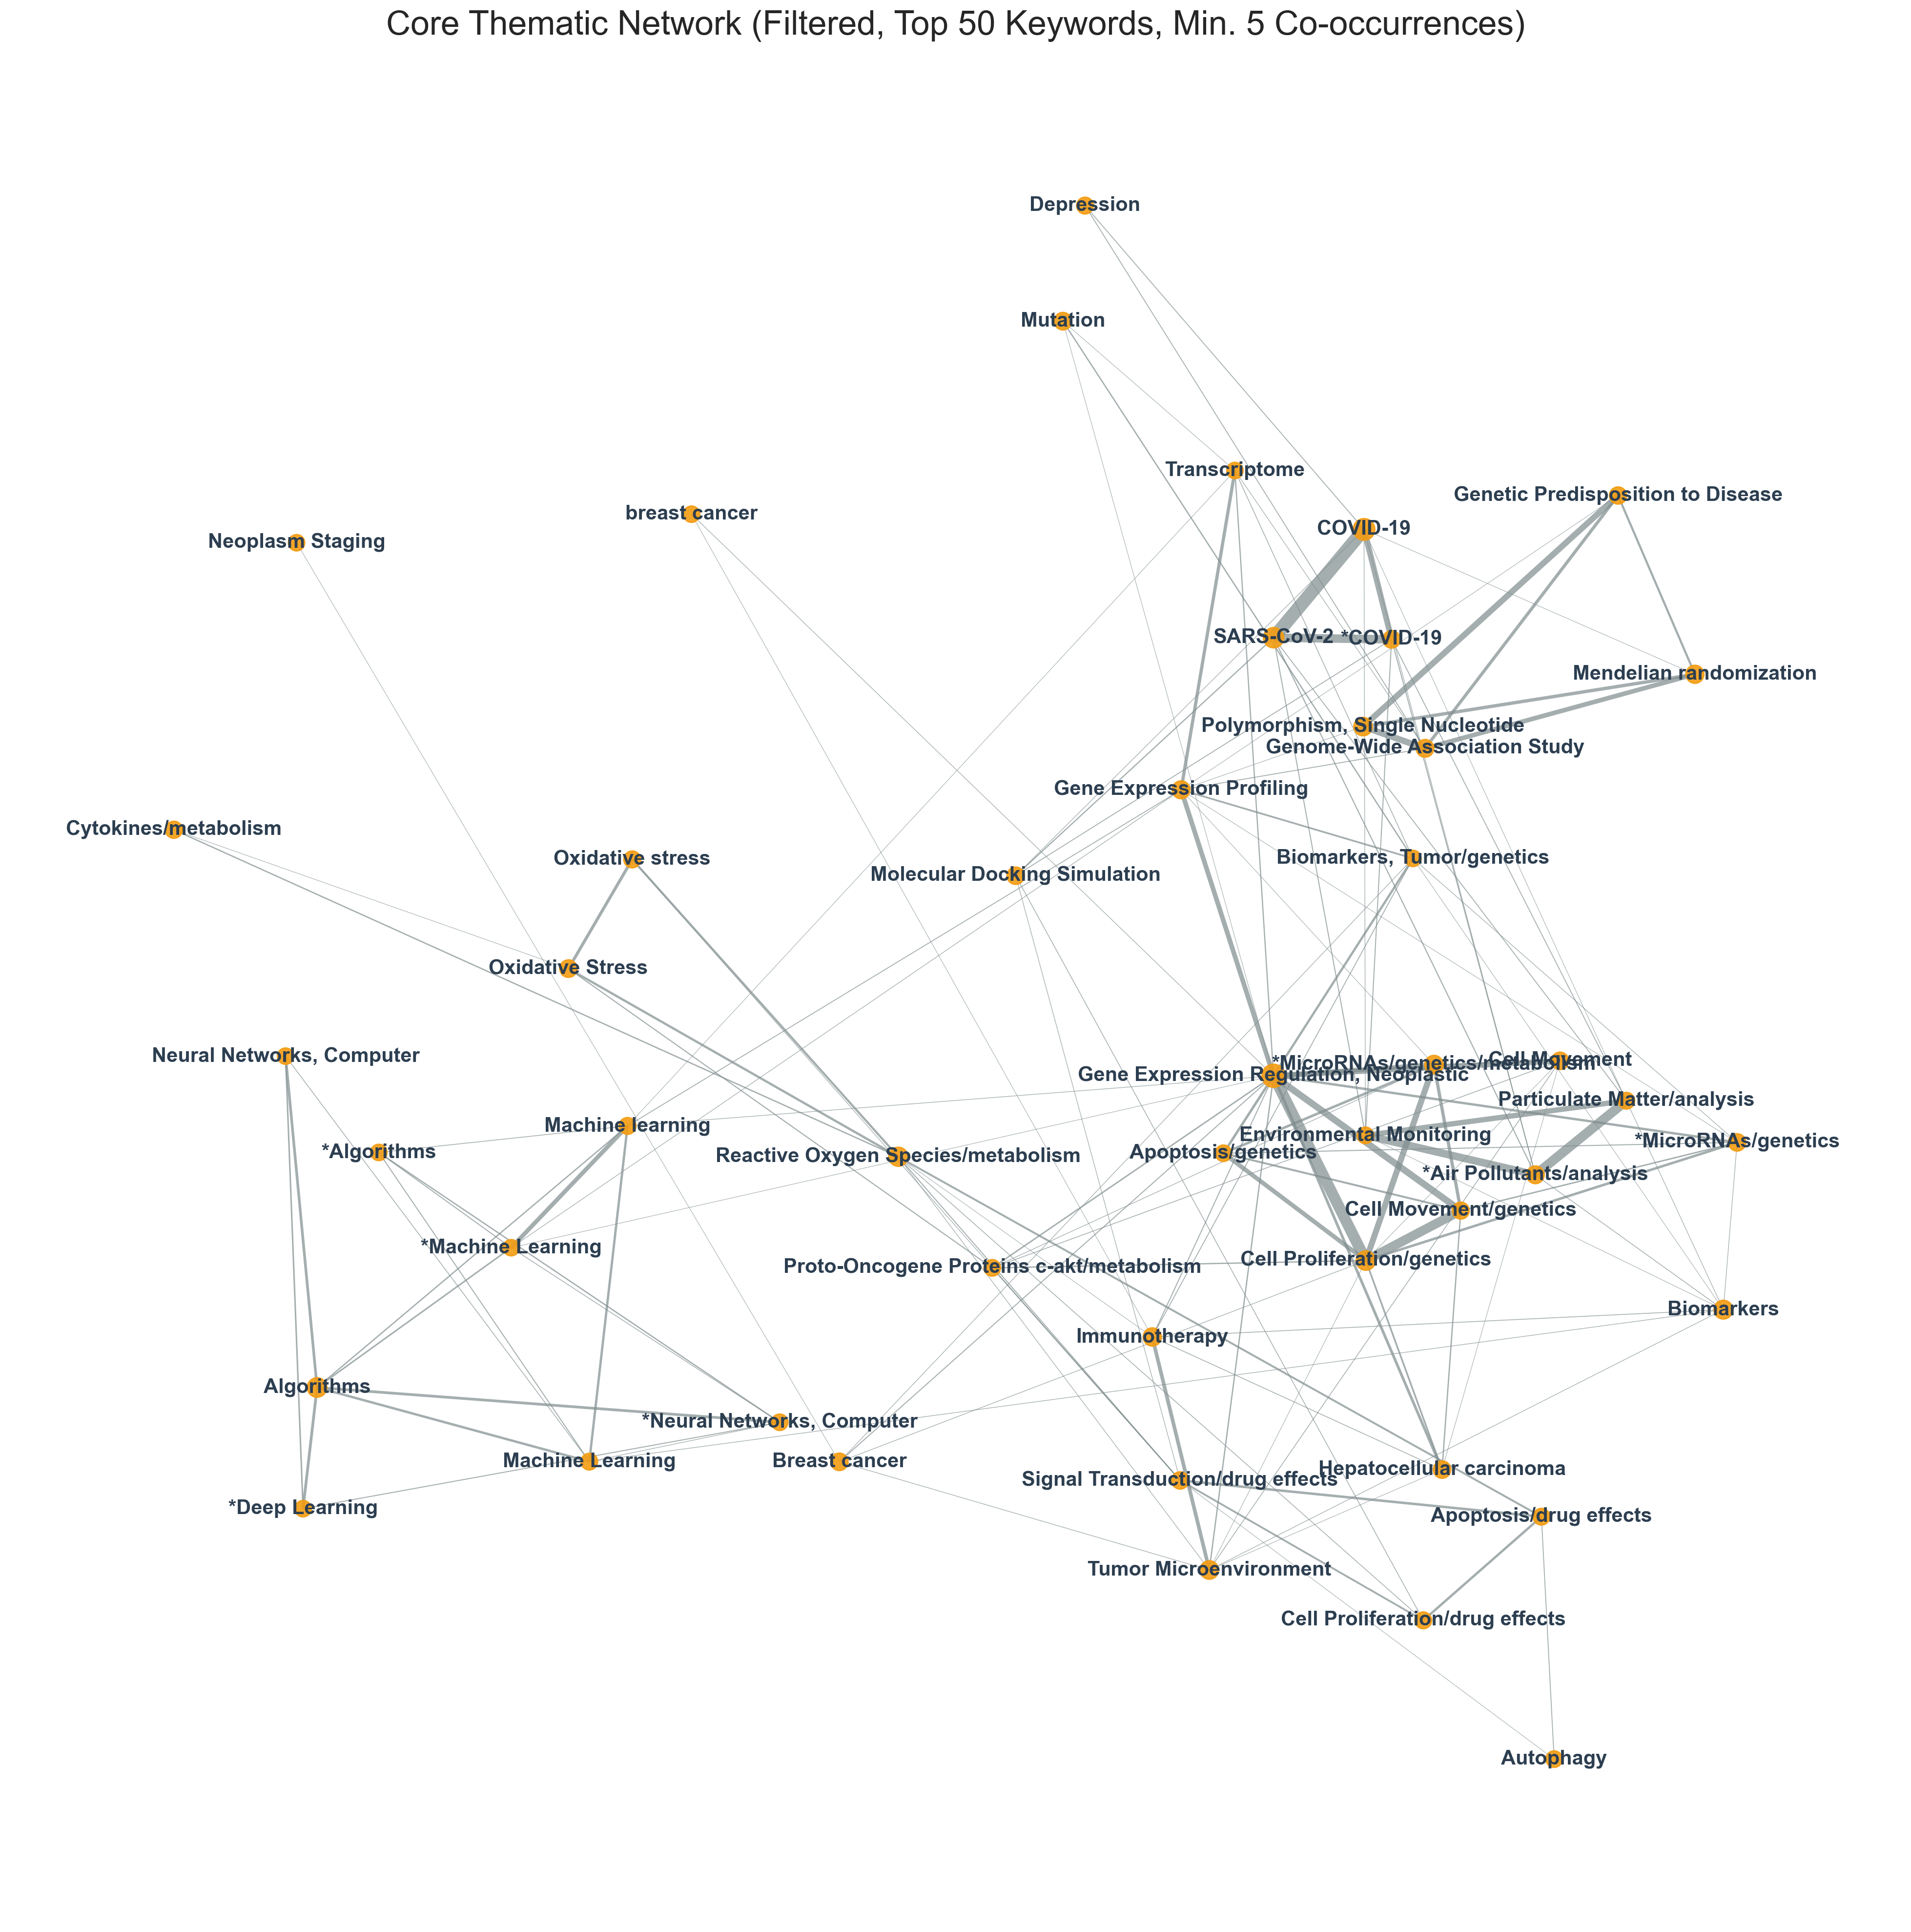 Core Thematic Network (Filtered, Top 50 Keywords, Min. 5 Co-occurrences)
Depression
Mutation
Transcriptome
Genetic Predisposition to Disease
breast cancer
COVID-19
Neoplasm Staging
SARS-CoV-2
*COVID-19
Mendelian randomization
Polymorphism, Single Nucleotide
Genome-Wide Association Study
Gene Expression Profiling
Cytokines/metabolism
Oxidative stress
Biomarkers, Tumor/genetics
Molecular Docking Simulation
Oxidative Stress
Neural Networks, Computer
*MicroRNAs/genetics/metabolism
Cell Movement
Gene Expression Regulation, Neoplastic
Particulate Matter/analysis
Machine learning
Environmental Monitoring
*MicroRNAs/genetics
*Algorithms
Apoptosis/genetics
Reactive Oxygen Species/metabolism
*Air Pollutants/analysis
Cell Movement/genetics
*Machine Learning
Cell Proliferation/genetics
Proto-Oncogene Proteins c-akt/metabolism
Biomarkers
Immunotherapy
Algorithms
*Neural Networks, Computer
Machine Learning
Breast cancer
Hepatocellular carcinoma
Signal Transduction/drug effects
*Deep Learning
Apoptosis/drug effects
Tumor Microenvironment
Cell Proliferation/drug effects
Autophagy